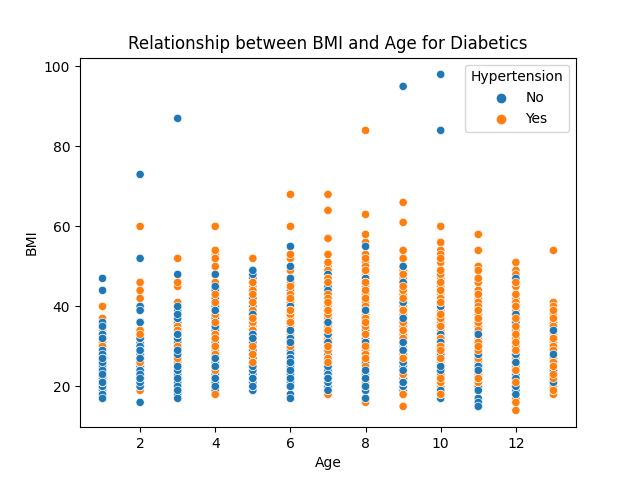 Relationship between BMI and Age for Diabetics
100
80
60
40
20
BMI
Hypertension
No
Yes
2
4
6
8
10
12
Age